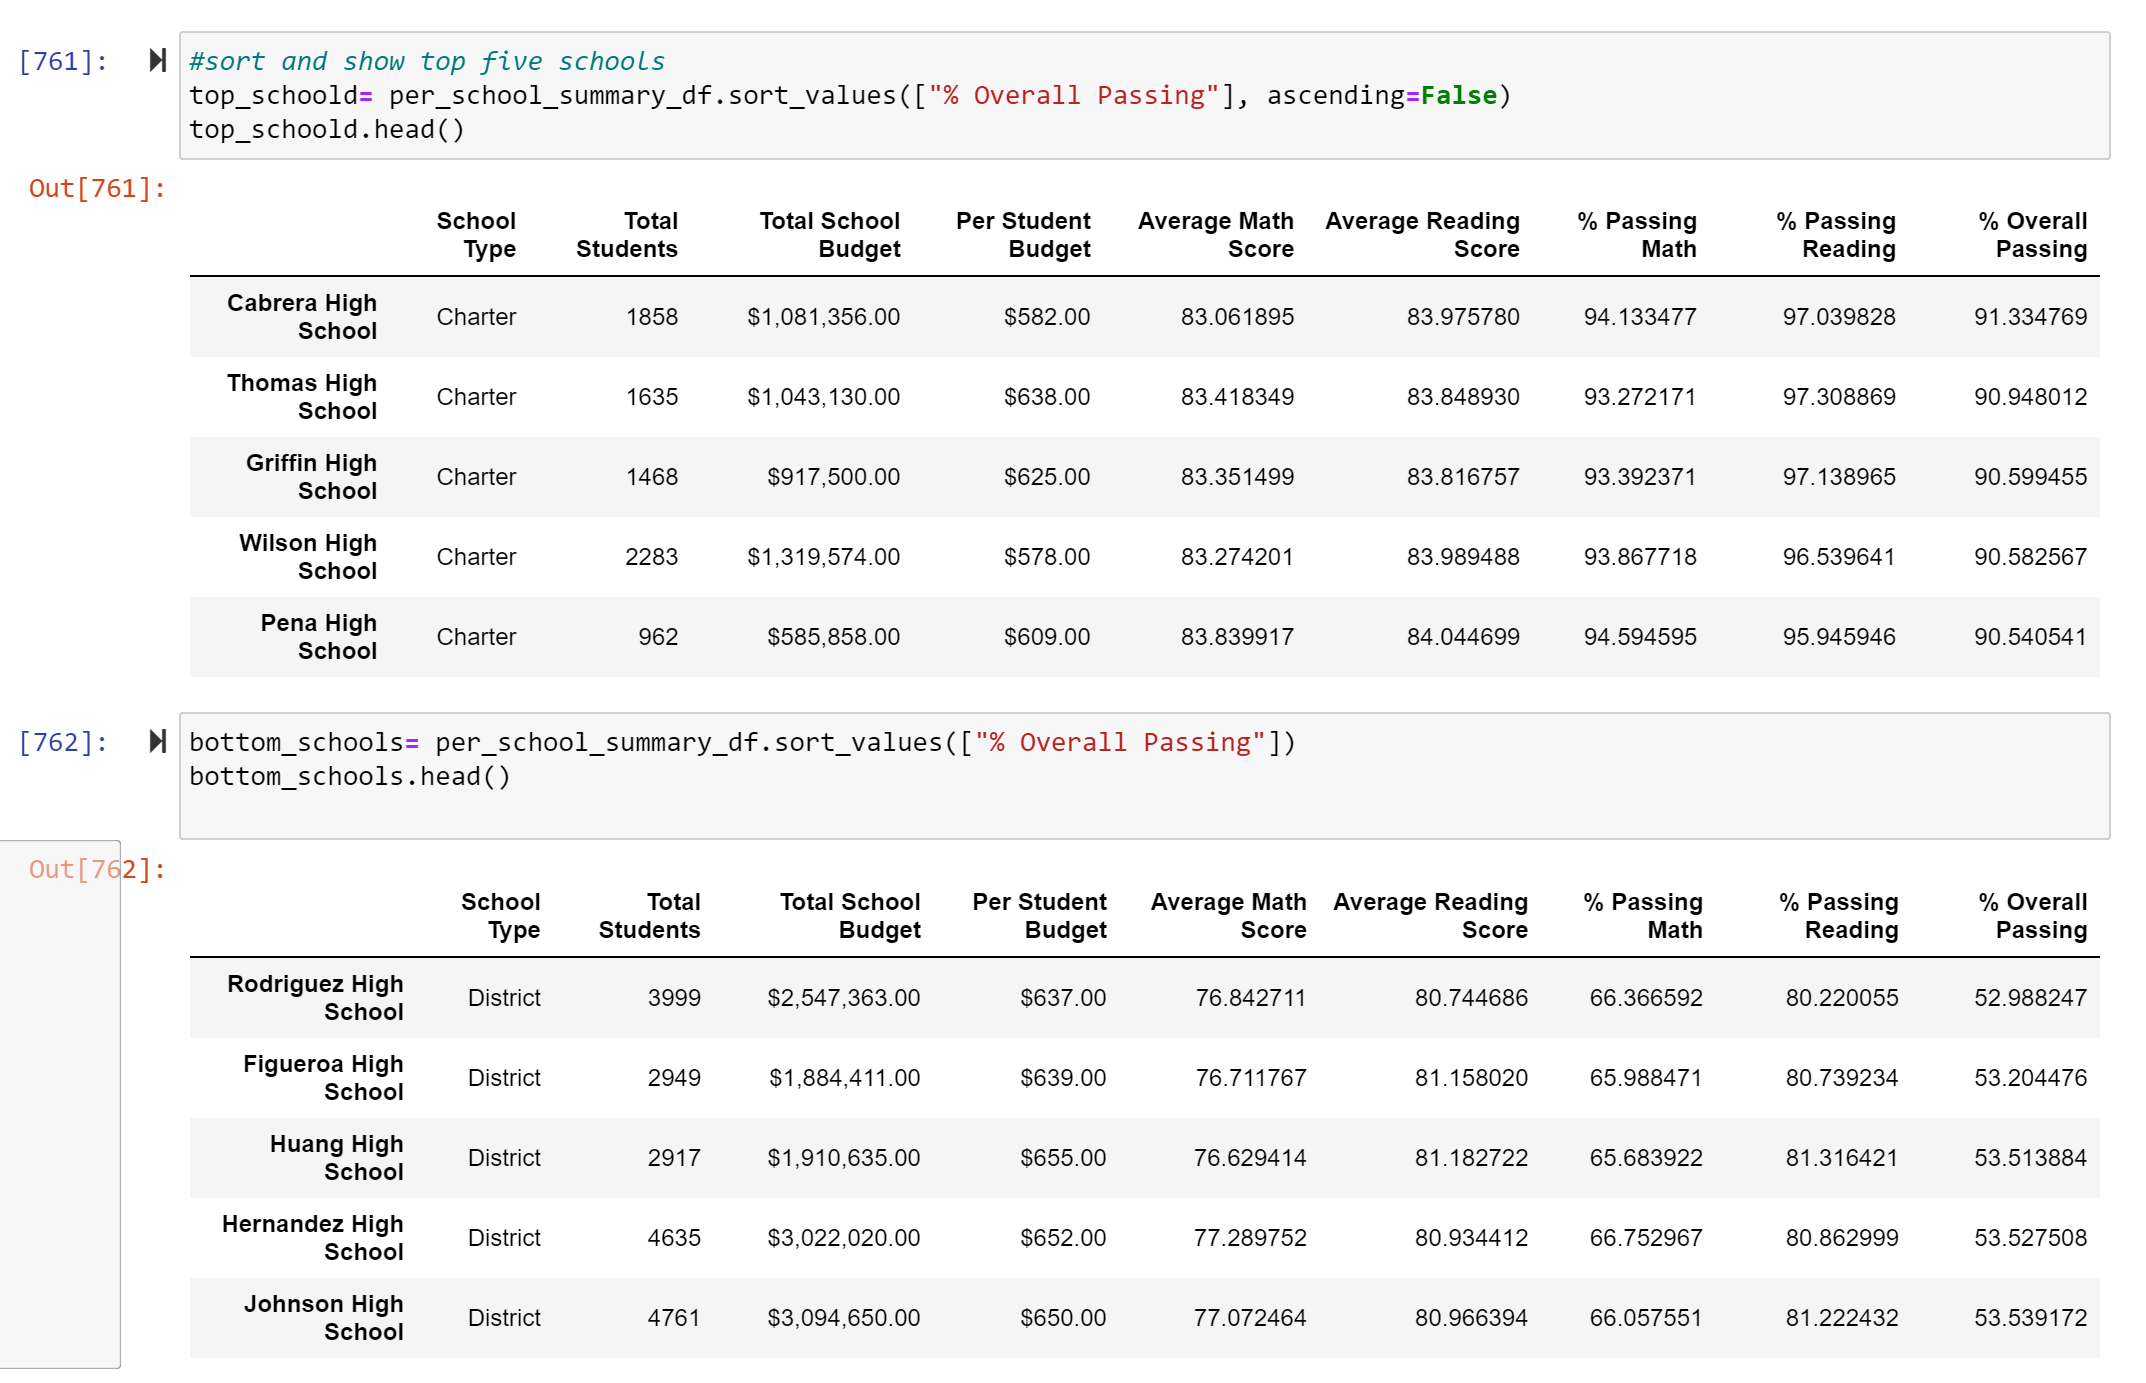 [761]:
#sort and show top five schools
top_schoold= per_school_summary_df.sort_values(["% Overall Passing"], ascending=False)
top_schoold.head()
Out[761]:
School Type Total Students Total School Budget Per Student Budget Average Math Score Average Reading Score % Passing Math % Passing Reading % Overall Passing
Cabrera High School Charter 1858 $1,081,356.00 $582.00 83.061895 83.975780 94.133477 97.039828 91.334769
Thomas High School Charter 1635 $1,043,130.00 $638.00 83.418349 83.848930 93.272171 97.308869 90.948012
Griffin High School Charter 1468 $917,500.00 $625.00 83.351499 83.816757 93.392371 97.138965 90.599455
Wilson High School Charter 2283 $1,319,574.00 $578.00 83.274201 83.989488 93.867718 96.539641 90.582567
Pena High School Charter 962 $585,858.00 $609.00 83.839917 84.044699 94.594595 95.945946 90.540541
[762]:
bottom_schools= per_school_summary_df.sort_values(["% Overall Passing"])
bottom_schools.head()
Out[762]:
School Type Total Students Total School Budget Per Student Budget Average Math Score Average Reading Score % Passing Math % Passing Reading % Overall Passing
Rodriguez High School District 3999 $2,547,363.00 $637.00 76.842711 80.744686 66.366592 80.220055 52.988247
Figueroa High School District 2949 $1,884,411.00 $639.00 76.711767 81.158020 65.988471 80.739234 53.204476
Huang High School District 2917 $1,910,635.00 $655.00 76.629414 81.182722 65.683922 81.316421 53.513884
Hernandez High School District 4635 $3,022,020.00 $652.00 77.289752 80.934412 66.752967 80.862999 53.527508
Johnson High School District 4761 $3,094,650.00 $650.00 77.072464 80.966394 66.057551 81.222432 53.539172